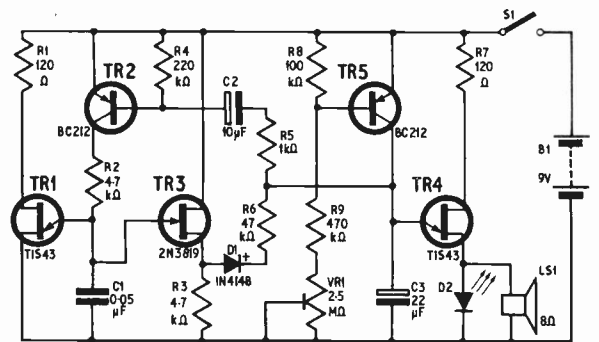 S1
R1
120
Ω
TR2
R4
220
kΩ
C2
10μF
R8
100
kΩ
TR5
R7
120
Ω
BC212
R5
1kΩ
BC212
B1
9V
R2
4·7
kΩ
TR1
TR3
R6
47
kΩ
R9
470
kΩ
TR4
TIS43
2N3819
D1
+
1N4148
TIS43
C1
0·05
μF
R3
4·7
kΩ
VR1
2·5
MΩ
C3
22
μF
D2
LS1
8Ω